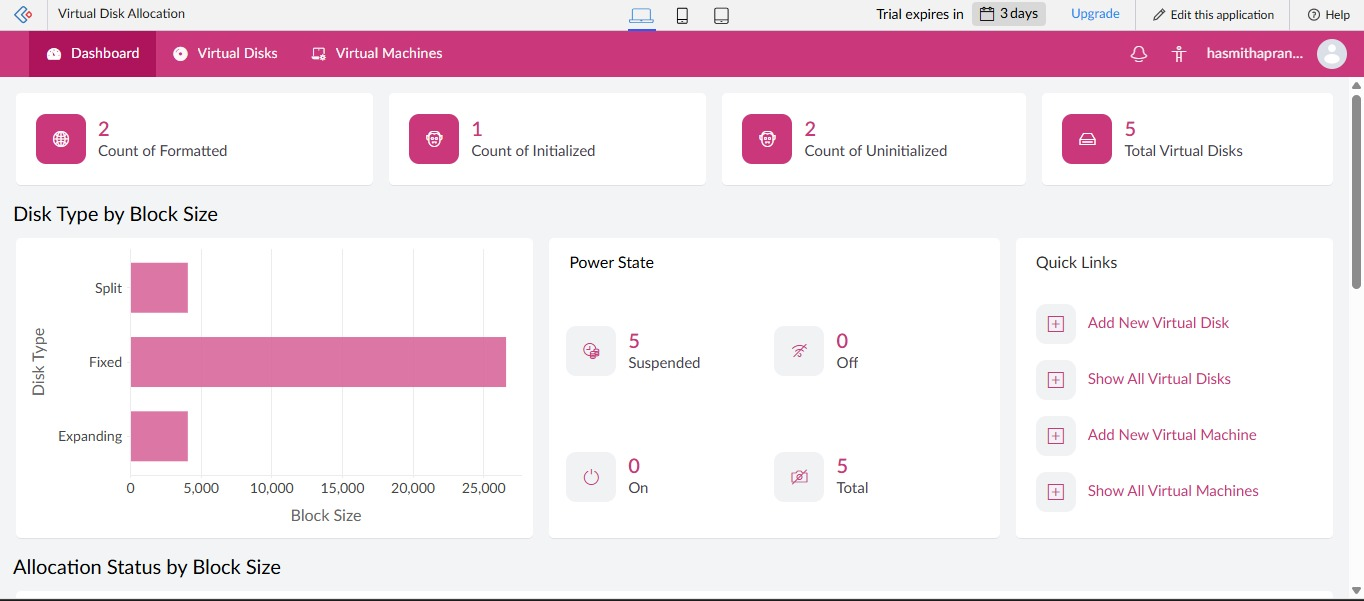 Virtual Disk Allocation
Trial expires in 3 days Upgrade Edit this application Help
Dashboard Virtual Disks Virtual Machines hasmithapran...
2
Count of Formatted
1
Count of Initialized
2
Count of Uninitialized
5
Total Virtual Disks
Disk Type by Block Size
Disk Type
Split
Fixed
Expanding
0 5,000 10,000 15,000 20,000 25,000
Block Size
Power State
5
Suspended
0
Off
0
On
5
Total
Quick Links
Add New Virtual Disk
Show All Virtual Disks
Add New Virtual Machine
Show All Virtual Machines
Allocation Status by Block Size